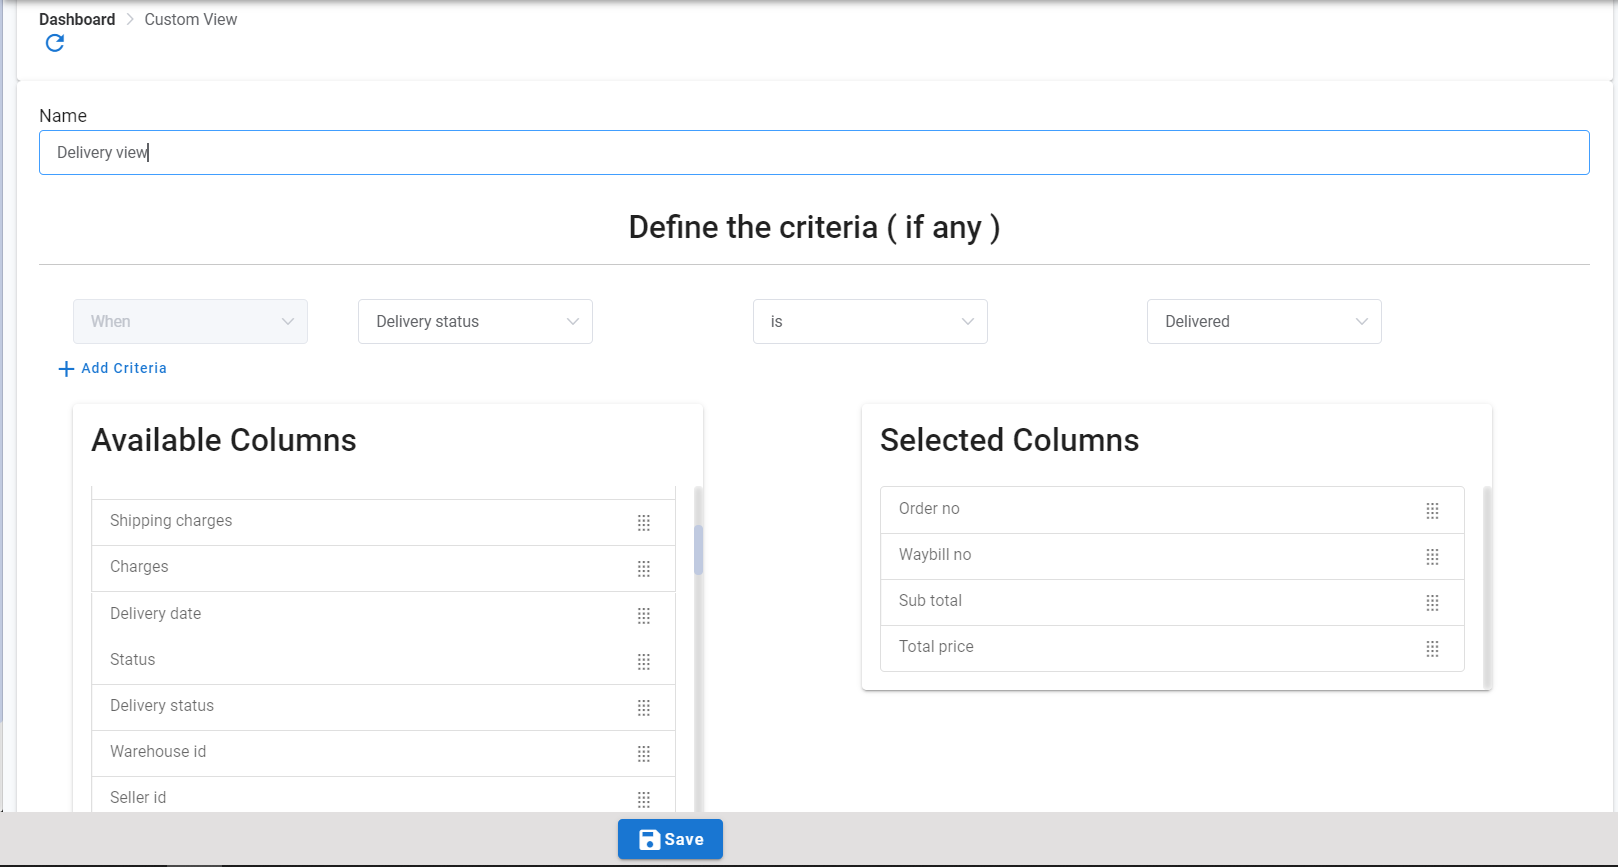 Dashboard > Custom View
Name
Delivery view
Define the criteria ( if any )
When Delivery status is Delivered
+ Add Criteria
Available Columns
Shipping charges
Charges
Delivery date
Status
Delivery status
Warehouse id
Seller id
Selected Columns
Order no
Waybill no
Sub total
Total price
Save